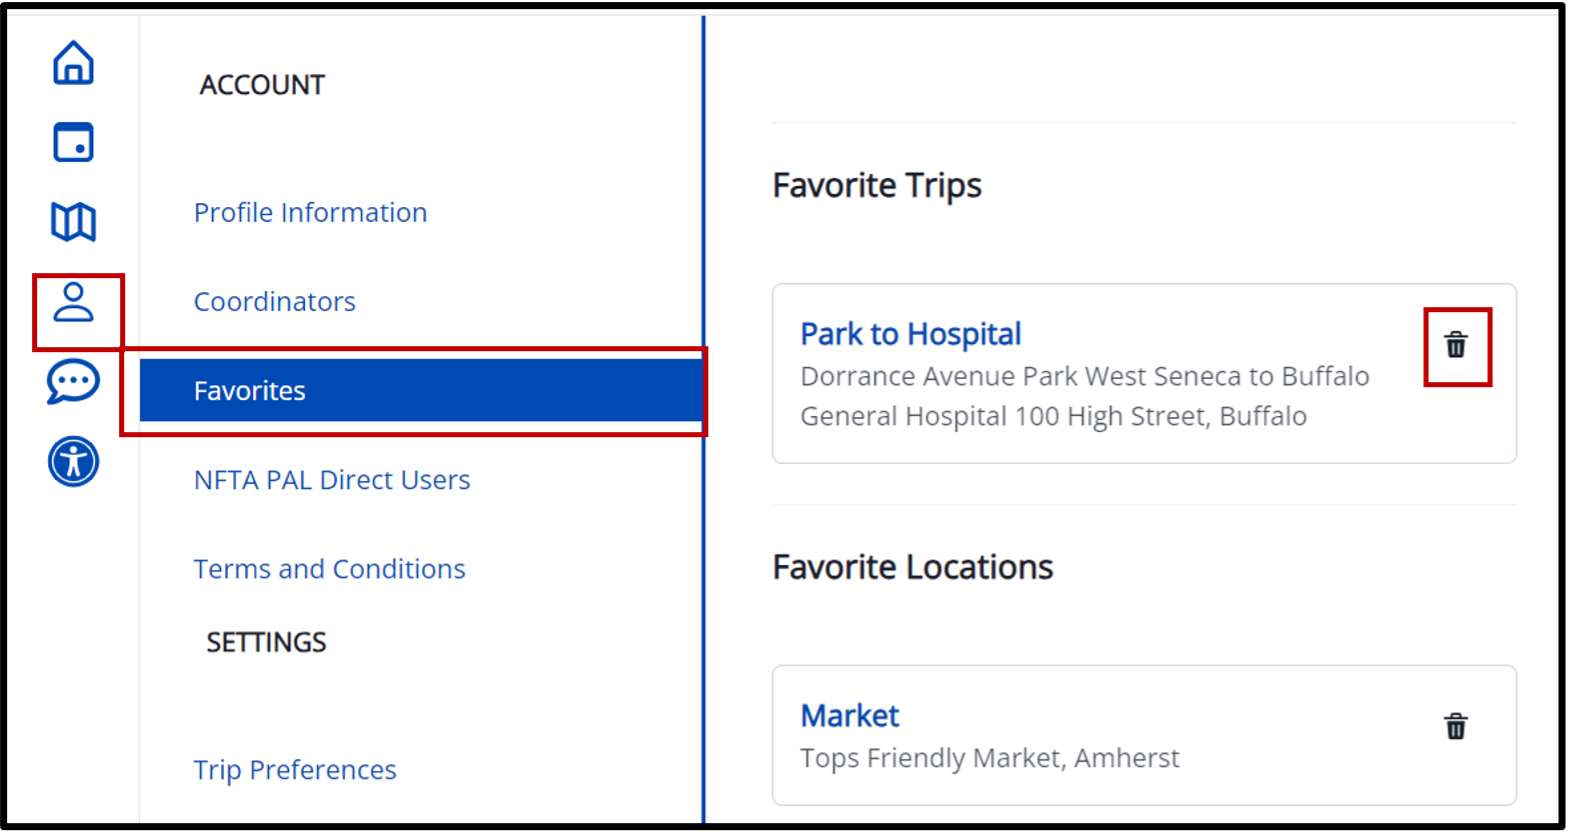 ACCOUNT
Profile Information
Coordinators
Favorites
NFTA PAL Direct Users
Terms and Conditions
SETTINGS
Trip Preferences
Favorite Trips
Park to Hospital
Dorrance Avenue Park West Seneca to Buffalo
General Hospital 100 High Street, Buffalo
Favorite Locations
Market
Tops Friendly Market, Amherst